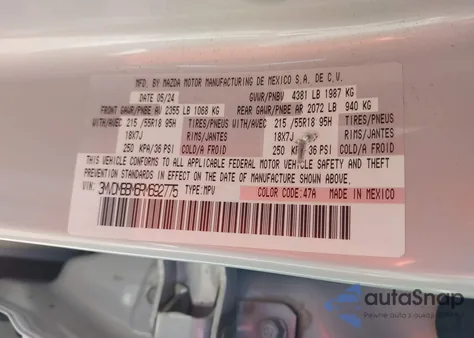 MFD. BY MAZDA MOTOR MANUFACTURING DE MEXICO S.A. DE C.V.
DATE 05/24 GVWR/PNBV 4381 LB 1987 KG
FRONT GAWR/PNBE AV 2355 LB 1068 KG REAR GAWR/PNBE AR 2072 LB 940 KG
WITH/AVEC 215 /55R18 95H TIRES/PNEUS WITH/AVEC 215 /55R18 95H TIRES/PNEUS
18X7J RIMS/JANTES 18X7J RIMS/JANTES
250 KPA/36 PSI COLD/A FROID 250 KPA/36 PSI COLD/A FROID
THIS VEHICLE CONFORMS TO ALL APPLICABLE FEDERAL MOTOR VEHICLE SAFETY AND THEFT
PREVENTION STANDARDS IN EFFECT ON THE DATE OF MANUFACTURE SHOWN ABOVE.
VIN: TYPE:MPV COLOR CODE:47A MADE IN MEXICO
autoSnap
Pewne auta z